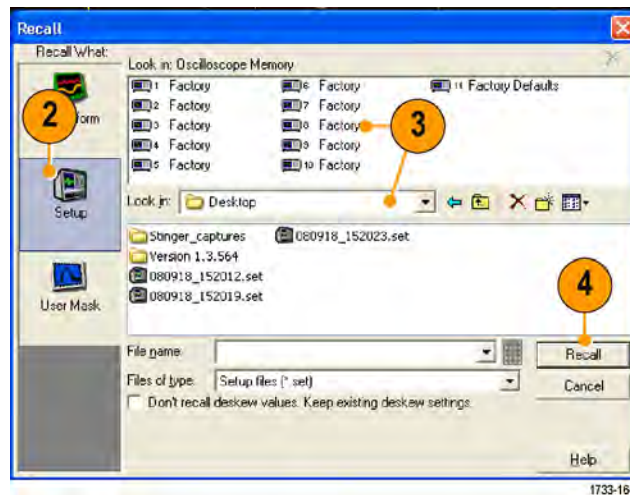 Recall
Recall What:
Look in: Oscilloscope Memory
1 Factory
6 Factory
11 Factory Defaults
2 Factory
7 Factory
3 Factory
8 Factory
4 Factory
9 Factory
5 Factory
10 Factory
2
form
3
Setup
Look in:
Desktop
Stinger_captures
080918_152023.set
Version 1.3.564
080918_152012.set
080918_152019.set
User Mask
4
File name:
Recall
Files of type:
Setup files (*.set)
Cancel
Don't recall deskew values. Keep existing deskew settings.
Help